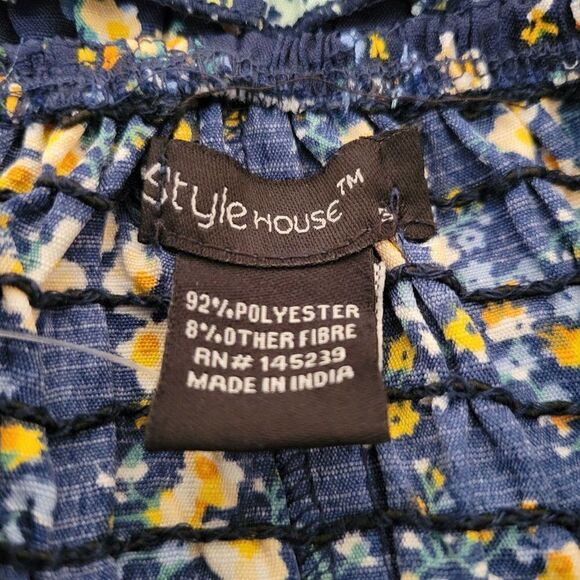 Style HOUSE™
M
92% POLYESTER
8% OTHER FIBRE
RN# 145239
MADE IN INDIA